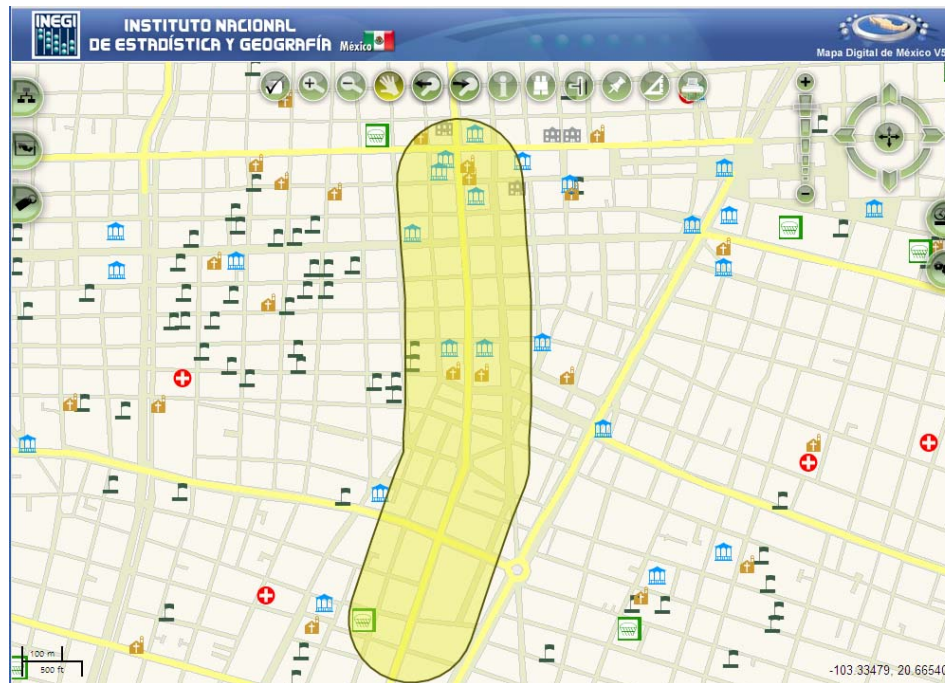 INEGI
INSTITUTO NACIONAL
DE ESTADÍSTICA Y GEOGRAFÍA México
Mapa Digital de México V5
100 m
500 ft
-103.33479, 20.66540